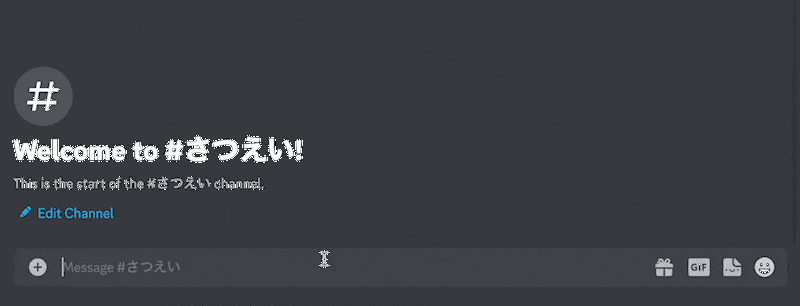 #
Welcome to #さつえい!
This is the start of the #さつえい channel.
Edit Channel
Message #さつえい
GIF